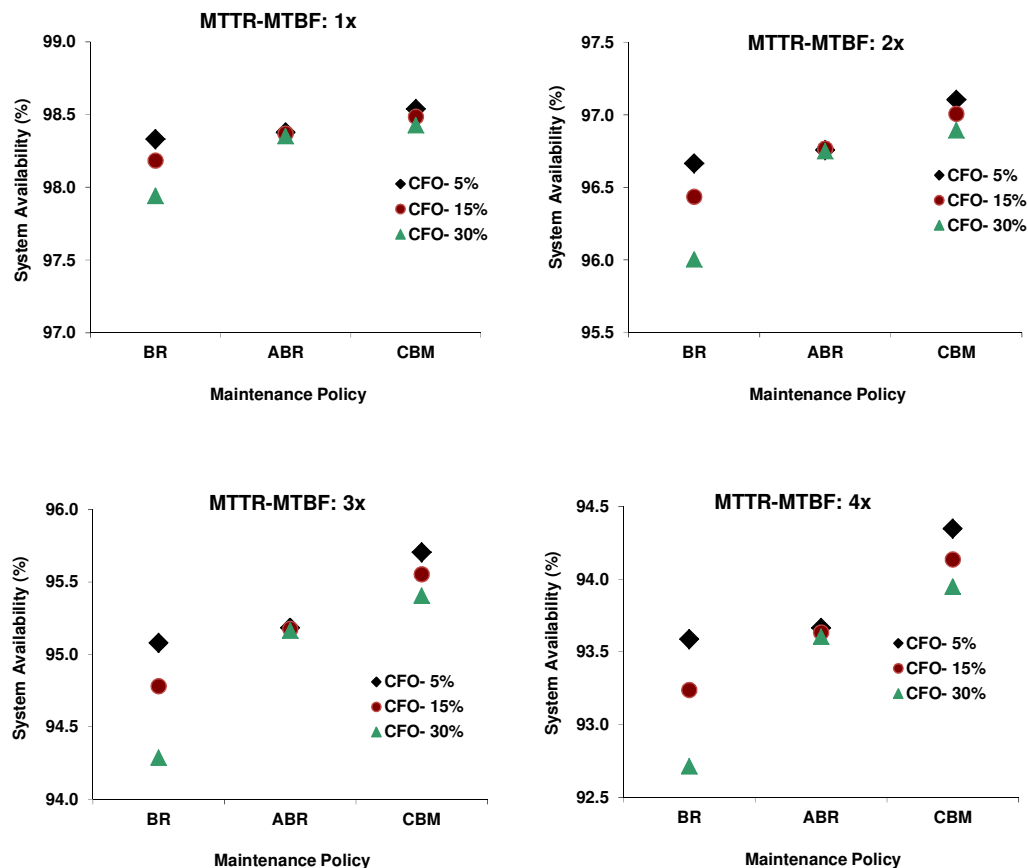 MTTR-MTBF: 1x
System Availability (%)
99.0
98.5
98.0
97.5
97.0
CFO- 5%
CFO- 15%
CFO- 30%
BR ABR CBM
Maintenance Policy
MTTR-MTBF: 2x
System Availability (%)
97.5
97.0
96.5
96.0
95.5
CFO- 5%
CFO- 15%
CFO- 30%
BR ABR CBM
Maintenance Policy
MTTR-MTBF: 3x
System Availability (%)
96.0
95.5
95.0
94.5
94.0
CFO- 5%
CFO- 15%
CFO- 30%
BR ABR CBM
Maintenance Policy
MTTR-MTBF: 4x
System Availability (%)
94.5
94.0
93.5
93.0
92.5
CFO- 5%
CFO- 15%
CFO- 30%
BR ABR CBM
Maintenance Policy